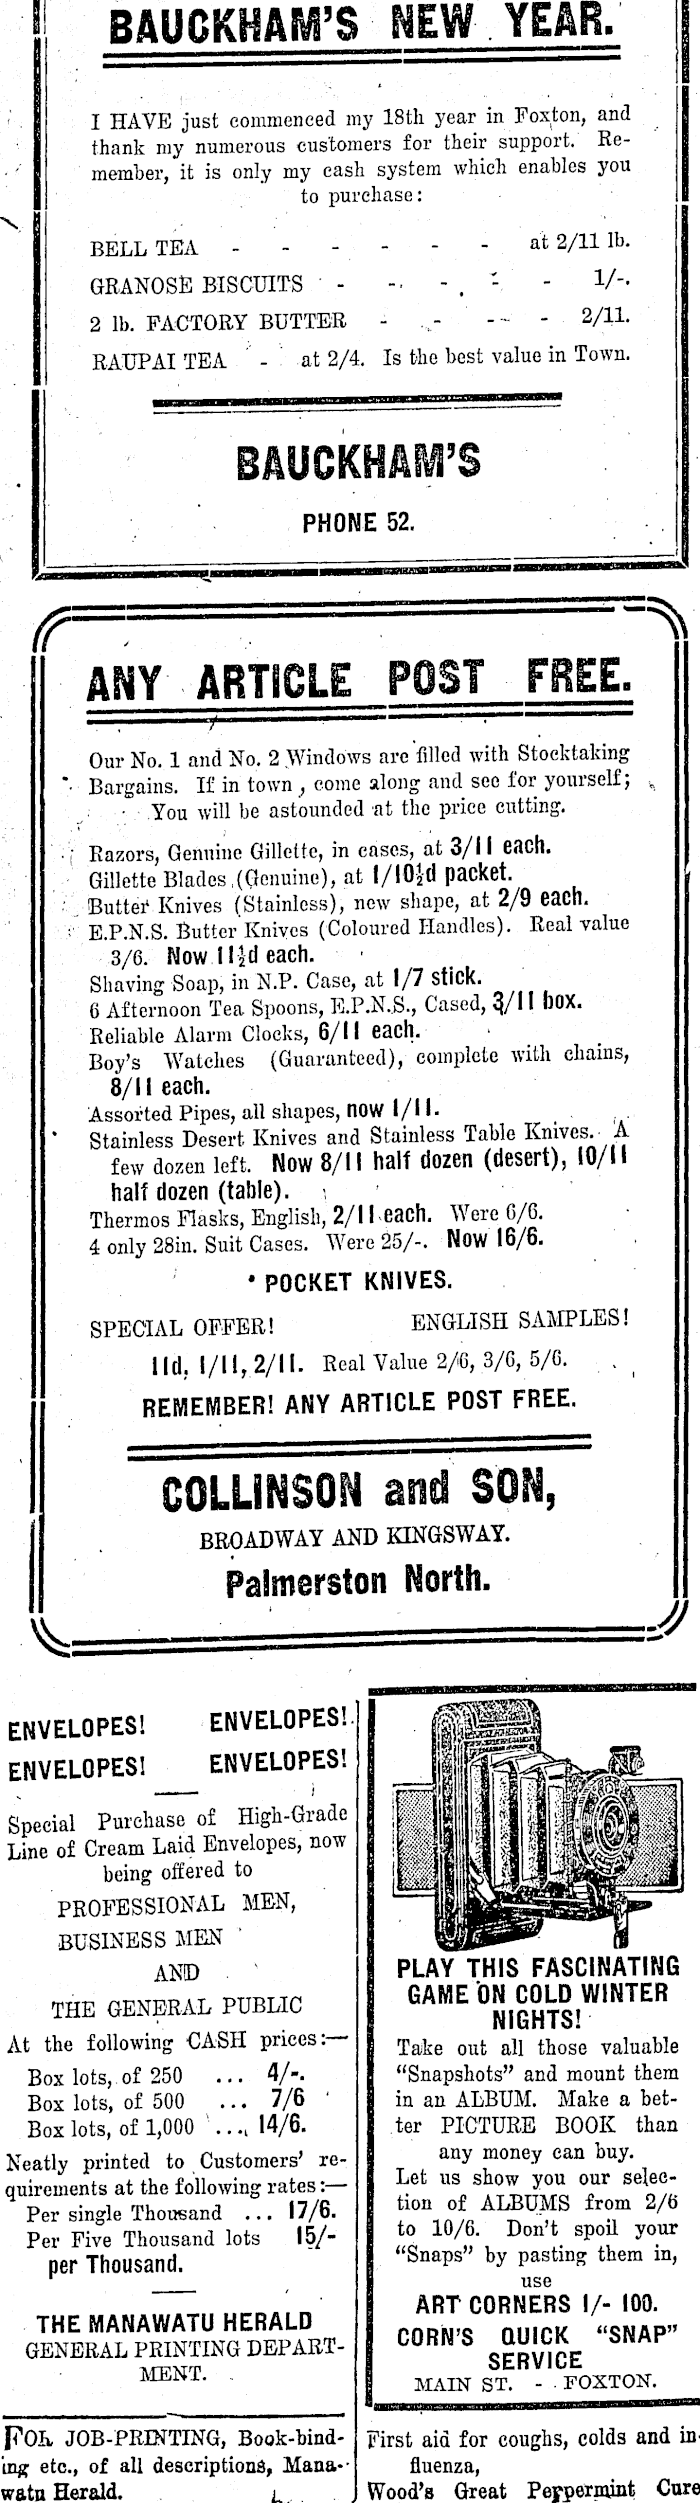 BAUCKHAM'S NEW YEAR.
I HAVE just commenced my 18th year in Foxton, and
thank my numerous customers for their support. Re-
member, it is only my cash system which enables you
to purchase:
BELL TEA - - - - - - at 2/11 lb.
GRANOSE BISCUITS - - - - - 1/-.
2 lb. FACTORY BUTTER - - - - 2/11.
RAUPAI TEA - at 2/4. Is the best value in Town.
BAUCKHAM'S
PHONE 52.
ANY ARTICLE POST FREE.
Our No. 1 and No. 2 Windows are filled with Stocktaking
Bargains. If in town, come along and see for yourself;
You will be astounded at the price cutting.
Razors, Genuine Gillette, in cases, at 3/11 each.
Gillette Blades (Genuine), at 1/10½d packet.
Butter Knives (Stainless), new shape, at 2/9 each.
E.P.N.S. Butter Knives (Coloured Handles). Real value
3/6. Now 11½d each.
Shaving Soap, in N.P. Case, at 1/7 stick.
6 Afternoon Tea Spoons, E.P.N.S., Cased, 3/11 box.
Reliable Alarm Clocks, 6/11 each.
Boy's Watches (Guaranteed), complete with chains,
8/11 each.
Assorted Pipes, all shapes, now 1/11.
Stainless Desert Knives and Stainless Table Knives. A
few dozen left. Now 8/11 half dozen (desert), 10/11
half dozen (table).
Thermos Flasks, English, 2/11 each. Were 6/6.
4 only 28in. Suit Cases. Were 25/-. Now 16/6.
POCKET KNIVES.
SPECIAL OFFER! ENGLISH SAMPLES!
11d, 1/11, 2/11. Real Value 2/6, 3/6, 5/6.
REMEMBER! ANY ARTICLE POST FREE.
COLLINSON and SON,
BROADWAY AND KINGSWAY.
Palmerston North.
ENVELOPES! ENVELOPES!
ENVELOPES! ENVELOPES!
Special Purchase of High-Grade
Line of Cream Laid Envelopes, now
being offered to
PROFESSIONAL MEN,
BUSINESS MEN
AND
THE GENERAL PUBLIC
At the following CASH prices:—
Box lots, of 250 ... 4/-.
Box lots, of 500 ... 7/6
Box lots, of 1,000 ... 14/6.
Neatly printed to Customers' re-
quirements at the following rates:—
Per single Thousand ... 17/6.
Per Five Thousand lots 15/-
per Thousand.
THE MANAWATU HERALD
GENERAL PRINTING DEPART-
MENT.
FOR JOB-PRINTING, Book-bind-
ing etc., of all descriptions, Mana-
watu Herald.
PLAY THIS FASCINATING
GAME ON COLD WINTER
NIGHTS!
Take out all those valuable
"Snapshots" and mount them
in an ALBUM. Make a bet-
ter PICTURE BOOK than
any money can buy.
Let us show you our selec-
tion of ALBUMS from 2/6
to 10/6. Don't spoil your
"Snaps" by pasting them in,
use
ART CORNERS 1/- 100.
CORN'S QUICK "SNAP"
SERVICE
MAIN ST. - FOXTON.
First aid for coughs, colds and in-
fluenza,
Wood's Great Peppermint Cure